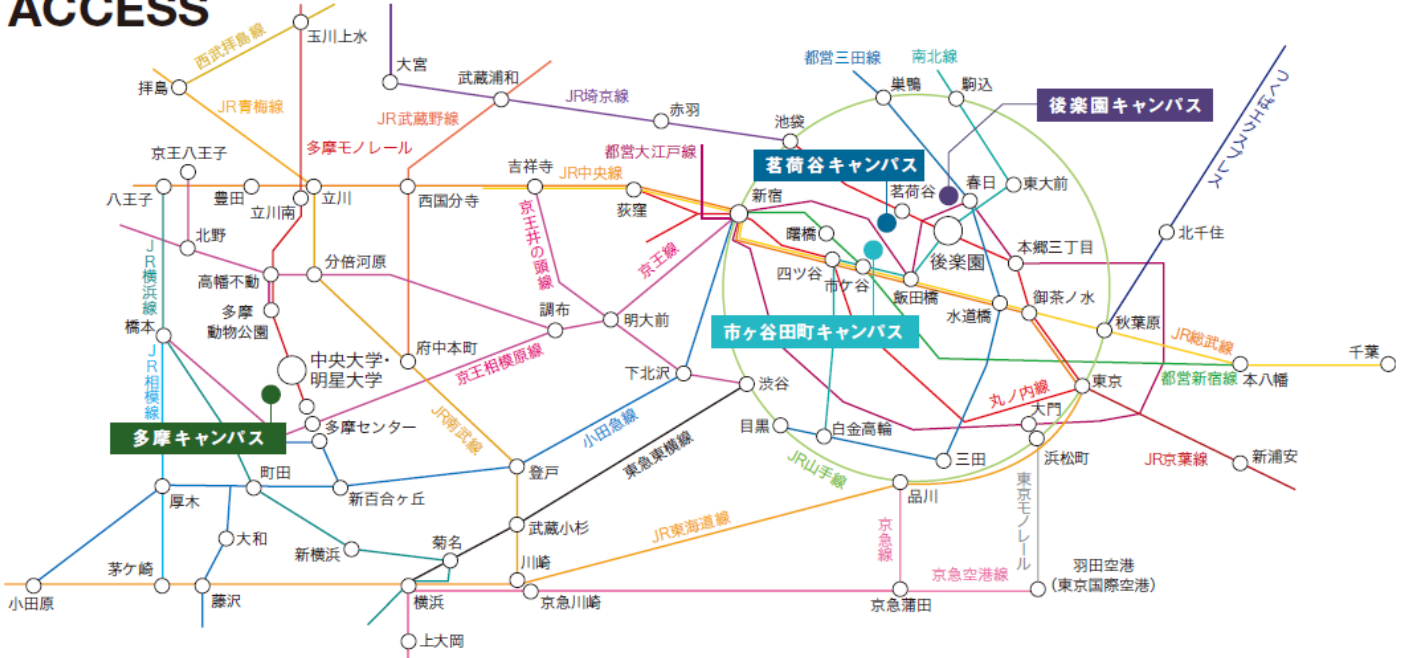 ACCESS
西武拝島線
玉川上水
大宮
武蔵浦和
都営三田線
南北線
巣鴨
駒込
つくばエクスプレス
拝島
JR青梅線
JR武蔵野線
JR埼京線
赤羽
池袋
後楽園キャンパス
京王八王子
多摩モノレール
吉祥寺
JR中央線
都営大江戸線
茗荷谷キャンパス
八王子
豊田
立川南
立川
西国分寺
荻窪
新宿
茗荷谷
春日
東大前
北野
JR横浜線
高幡不動
分倍河原
京王井の頭線
京王線
曙橋
四ツ谷
市ケ谷
飯田橋
後楽園
本郷三丁目
北千住
橋本
多摩
動物公園
調布
明大前
市ヶ谷田町キャンパス
水道橋
御茶ノ水
秋葉原
JR総武線
千葉
JR相模線
中央大学・
明星大学
府中本町
京王相模原線
下北沢
渋谷
丸ノ内線
東京
都営新宿線
本八幡
多摩キャンパス
多摩センター
JR南武線
小田急線
東急東横線
目黒
白金高輪
大門
浜松町
三田
JR山手線
JR京葉線
新浦安
町田
厚木
新百合ヶ丘
登戸
品川
東京モノレール
大和
新横浜
菊名
武蔵小杉
JR東海道線
京急線
茅ケ崎
川崎
京急空港線
羽田空港
(東京国際空港)
小田原
藤沢
横浜
京急川崎
京急蒲田
上大岡